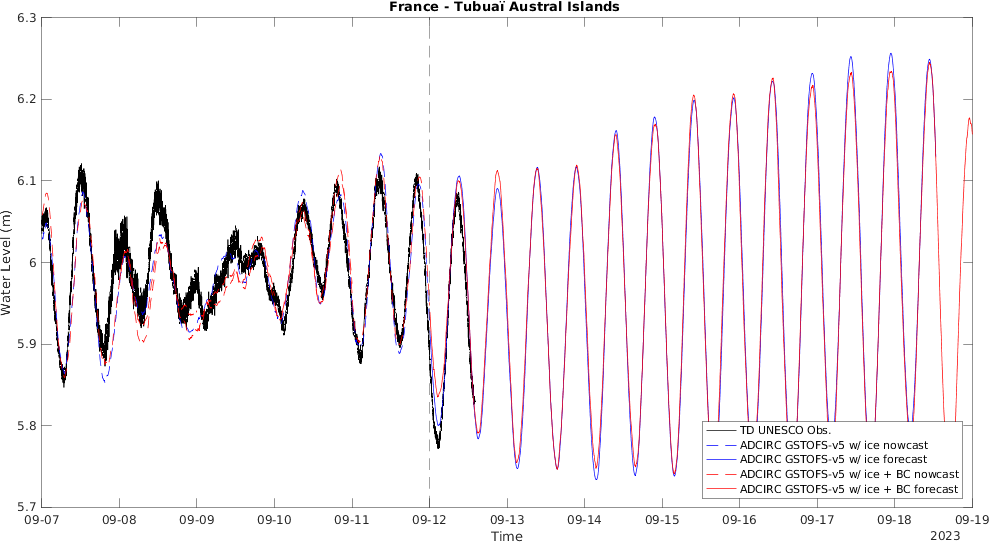 France - Tubuaï Austral Islands
Water Level (m)
6.3
6.2
6.1
6
5.9
5.8
5.7
TD UNESCO Obs.
ADCIRC GSTOFS-v5 w/ ice nowcast
ADCIRC GSTOFS-v5 w/ ice forecast
ADCIRC GSTOFS-v5 w/ ice + BC nowcast
ADCIRC GSTOFS-v5 w/ ice + BC forecast
09-07 09-08 09-09 09-10 09-11 09-12 09-13 09-14 09-15 09-16 09-17 09-18 09-19
Time
2023